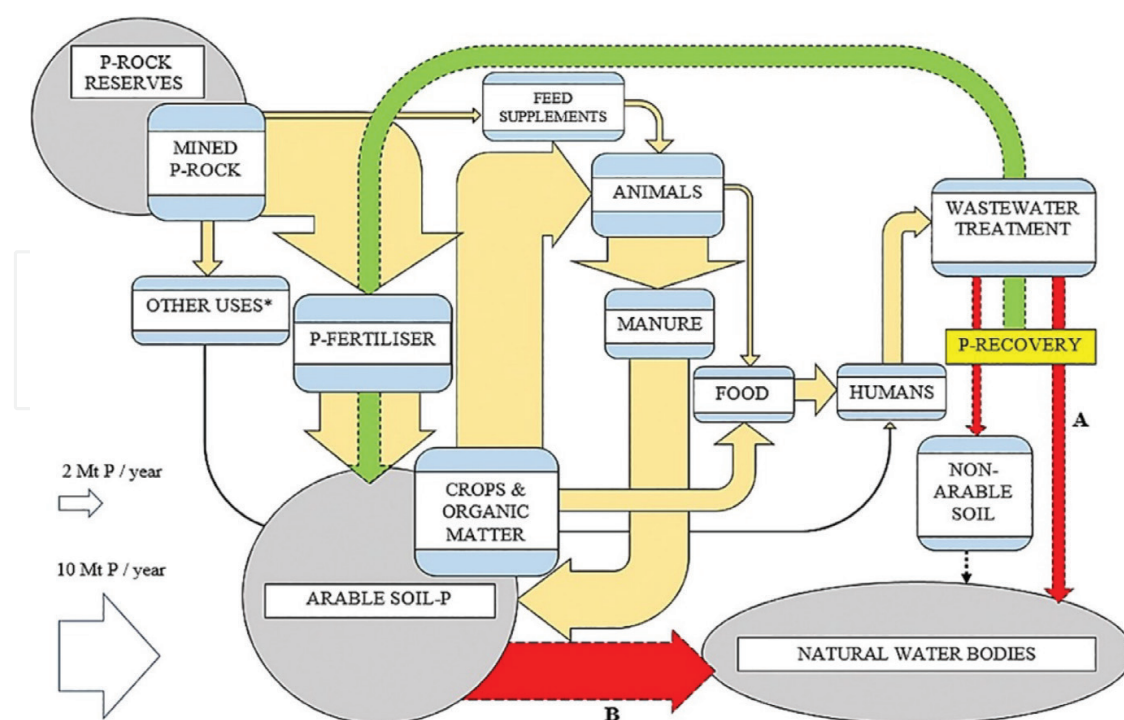 P-ROCK
RESERVES
MINED
P-ROCK
FEED
SUPPLEMENTS
ANIMALS
WASTEWATER
TREATMENT
OTHER USES*
P-FERTILISER
MANURE
P-RECOVERY
FOOD
HUMANS
A
2 Mt P / year
CROPS &
ORGANIC
MATTER
NON-
ARABLE
SOIL
10 Mt P / year
ARABLE SOIL-P
NATURAL WATER BODIES
B